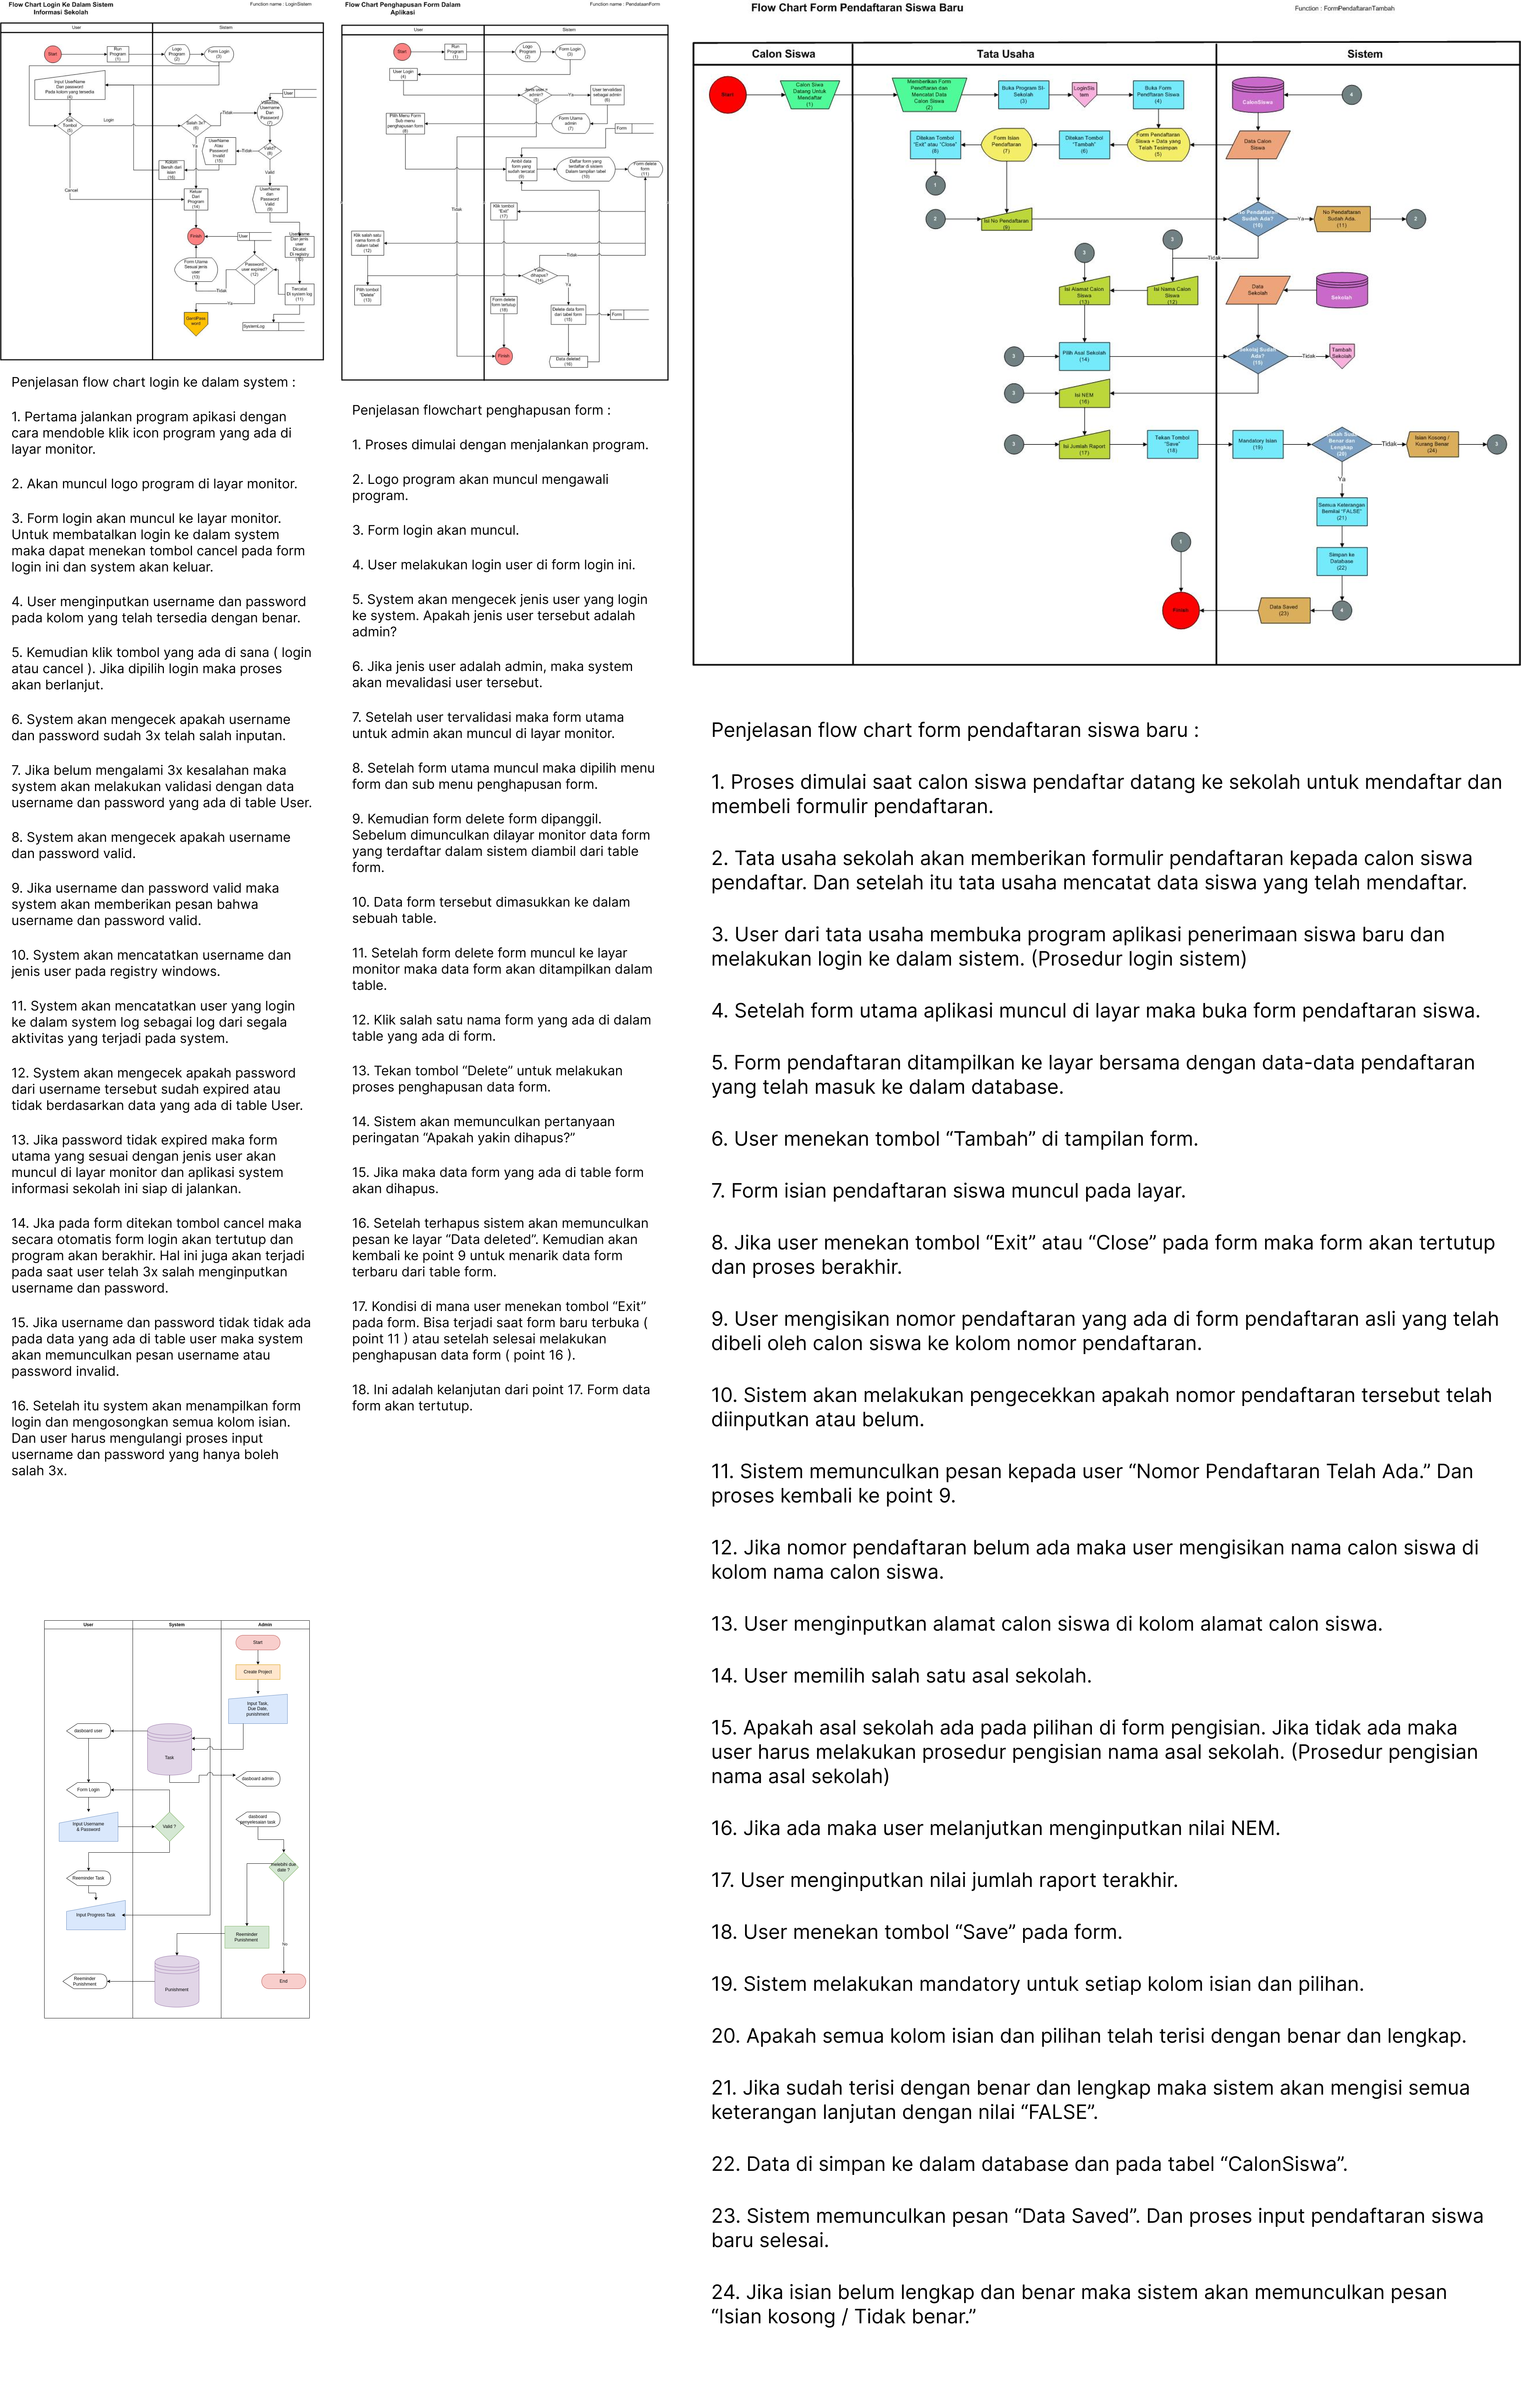 Flow Chart Login Ke Dalam Sistem
Informasi Sekolah
Function name : LoginSistem
User
Sistem
Start
Run
Program
(1)
Logo
Program
(2)
Form Login
(3)
Input UserName
Dan password
Pada kolom yang tersedia
(4)
Klik
Tombol
(5)
Login
Cancel
Salah 3x?
(6)
Tidak
Ya
User
Validasi
Username
Dan
Password
(7)
Valid?
(8)
Tidak
Valid
UserName
Atau
Password
Invalid
(15)
Kolom
Bersih dari
isian
(16)
Keluar
Dari
Program
(14)
UserName
dan
Password
Valid
(9)
Finish
User
UserName
Dan jenis
user
Dicatat
Di registry
(10)
Form Utama
Sesuai jenis
user
(13)
Password
user expired?
(12)
Tidak
Ya
Tercatat
Di system log
(11)
GantiPass
word
SystemLog
Penjelasan flow chart login ke dalam system :
1. Pertama jalankan program apikasi dengan
cara mendoble klik icon program yang ada di
layar monitor.
2. Akan muncul logo program di layar monitor.
3. Form login akan muncul ke layar monitor.
Untuk membatalkan login ke dalam system
maka dapat menekan tombol cancel pada form
login ini dan system akan keluar.
4. User menginputkan username dan password
pada kolom yang telah tersedia dengan benar.
5. Kemudian klik tombol yang ada di sana ( login
atau cancel ). Jika dipilih login maka proses
akan berlanjut.
6. System akan mengecek apakah username
dan password sudah 3x telah salah inputan.
7. Jika belum mengalami 3x kesalahan maka
system akan melakukan validasi dengan data
username dan password yang ada di table User.
8. System akan mengecek apakah username
dan password valid.
9. Jika username dan password valid maka
system akan memberikan pesan bahwa
username dan password valid.
10. System akan mencatatkan username dan
jenis user pada registry windows.
11. System akan mencatatkan user yang login
ke dalam system log sebagai log dari segala
aktivitas yang terjadi pada system.
12. System akan mengecek apakah password
dari username tersebut sudah expired atau
tidak berdasarkan data yang ada di table User.
13. Jika password tidak expired maka form
utama yang sesuai dengan jenis user akan
muncul di layar monitor dan aplikasi system
informasi sekolah ini siap di jalankan.
14. Jka pada form ditekan tombol cancel maka
secara otomatis form login akan tertutup dan
program akan berakhir. Hal ini juga akan terjadi
pada saat user telah 3x salah menginputkan
username dan password.
15. Jika username dan password tidak tidak ada
pada data yang ada di table user maka system
akan memunculkan pesan username atau
password invalid.
16. Setelah itu system akan menampilkan form
login dan mengosongkan semua kolom isian.
Dan user harus mengulangi proses input
username dan password yang hanya boleh
salah 3x.
Flow Chart Penghapusan Form Dalam
Aplikasi
Function name : PendataanForm
User
Sistem
Start
Run
Program
(1)
Logo
Program
(2)
Form Login
(3)
User Login
(4)
Jenis user =
admin?
(5)
Ya
Tidak
User tervalidasi
sebagai admin
(6)
Form Utama
admin
(7)
Pilih Menu Form
Sub menu
penghapusan form
(8)
Form
Ambil data
form yang
sudah tercatat
(9)
Daftar form yang
terdaftar di sistem
Dalam tampilan tabel
(10)
Form delete
form
(11)
Klik tombol
"Exit"
(17)
Klik salah satu
nama form di
dalam tabel
(12)
Tidak
Yakin
dihapus?
(14)
Ya
Pilih tombol
"Delete"
(13)
Form delete
form tertutup
(18)
Delete data form
dari tabel form
(15)
Form
Finish
Data deleted
(16)
Penjelasan flowchart penghapusan form :
1. Proses dimulai dengan menjalankan program.
2. Logo program akan muncul mengawali
program.
3. Form login akan muncul.
4. User melakukan login user di form login ini.
5. System akan mengecek jenis user yang login
ke system. Apakah jenis user tersebut adalah
admin?
6. Jika jenis user adalah admin, maka system
akan mevalidasi user tersebut.
7. Setelah user tervalidasi maka form utama
untuk admin akan muncul di layar monitor.
8. Setelah form utama muncul maka dipilih menu
form dan sub menu penghapusan form.
9. Kemudian form delete form dipanggil.
Sebelum dimunculkan dilayar monitor data form
yang terdaftar dalam sistem diambil dari table
form.
10. Data form tersebut dimasukkan ke dalam
sebuah table.
11. Setelah form delete form muncul ke layar
monitor maka data form akan ditampilkan dalam
table.
12. Klik salah satu nama form yang ada di dalam
table yang ada di form.
13. Tekan tombol “Delete” untuk melakukan
proses penghapusan data form.
14. Sistem akan memunculkan pertanyaan
peringatan “Apakah yakin dihapus?”
15. Jika maka data form yang ada di table form
akan dihapus.
16. Setelah terhapus sistem akan memunculkan
pesan ke layar “Data deleted”. Kemudian akan
kembali ke point 9 untuk menarik data form
terbaru dari table form.
17. Kondisi di mana user menekan tombol “Exit”
pada form. Bisa terjadi saat form baru terbuka (
point 11 ) atau setelah selesai melakukan
penghapusan data form ( point 16 ).
18. Ini adalah kelanjutan dari point 17. Form data
form akan tertutup.
Flow Chart Form Pendaftaran Siswa Baru
Function : FormPendaftaranTambah
Calon Siswa
Tata Usaha
Sistem
Start
Calon Siwa
Datang Untuk
Mendaftar
(1)
Memberikan Form
Pendftaran dan
Mencatat Data
Calon Siswa
(2)
Buka Program SI-
Sekolah
(3)
LoginSis
tem
Buka Form
Pendftaran Siswa
(4)
CalonSiswa
4
Ditekan Tombol
"Exit" atau "Close"
(8)
Form Isian
Pendaftaran
(7)
Ditekan Tombol
"Tambah"
(6)
Form Pendaftaran
Siswa + Data yang
Telah Tesimpan
(5)
Data Calon
Siswa
1
2
Isi No Pendaftaran
(9)
No Pendaftaran
Sudah Ada?
(10)
Ya
No Pendaftaran
Sudah Ada.
(11)
2
3
3
Tidak
Isi Alamat Calon
Siswa
(13)
Isi Nama Calon
Siswa
(12)
Data
Sekolah
Sekolah
3
Pilih Asal Sekolah
(14)
Sudah
Ada?
Tidak
Tambah
Sekolah
3
Isi NEM
(16)
3
Isi Jumlah Raport
(17)
Tekan Tombol
"Save"
(18)
Mandatory Isian
(19)
Benar dan
Lengkap
(20)
Tidak
Isian Kosong /
Kurang Benar
(24)
3
Ya
Semua Keterangan
Bernilai "FALSE"
(21)
1
Simpan ke
Database
(22)
Finish
Data Saved
(23)
4
Penjelasan flow chart form pendaftaran siswa baru :
1. Proses dimulai saat calon siswa pendaftar datang ke sekolah untuk mendaftar dan
membeli formulir pendaftaran.
2. Tata usaha sekolah akan memberikan formulir pendaftaran kepada calon siswa
pendaftar. Dan setelah itu tata usaha mencatat data siswa yang telah mendaftar.
3. User dari tata usaha membuka program aplikasi penerimaan siswa baru dan
melakukan login ke dalam sistem. (Prosedur login sistem)
4. Setelah form utama aplikasi muncul di layar maka buka form pendaftaran siswa.
5. Form pendaftaran ditampilkan ke layar bersama dengan data-data pendaftaran
yang telah masuk ke dalam database.
6. User menekan tombol “Tambah” di tampilan form.
7. Form isian pendaftaran siswa muncul pada layar.
8. Jika user menekan tombol “Exit” atau “Close” pada form maka form akan tertutup
dan proses berakhir.
9. User mengisikan nomor pendaftaran yang ada di form pendaftaran asli yang telah
dibeli oleh calon siswa ke kolom nomor pendaftaran.
10. Sistem akan melakukan pengecekkan apakah nomor pendaftaran tersebut telah
diinputkan atau belum.
11. Sistem memunculkan pesan kepada user “Nomor Pendaftaran Telah Ada.” Dan
proses kembali ke point 9.
12. Jika nomor pendaftaran belum ada maka user mengisikan nama calon siswa di
kolom nama calon siswa.
13. User menginputkan alamat calon siswa di kolom alamat calon siswa.
14. User memilih salah satu asal sekolah.
15. Apakah asal sekolah ada pada pilihan di form pengisian. Jika tidak ada maka
user harus melakukan prosedur pengisian nama asal sekolah. (Prosedur pengisian
nama asal sekolah)
16. Jika ada maka user melanjutkan menginputkan nilai NEM.
17. User menginputkan nilai jumlah raport terakhir.
18. User menekan tombol “Save” pada form.
19. Sistem melakukan mandatory untuk setiap kolom isian dan pilihan.
20. Apakah semua kolom isian dan pilihan telah terisi dengan benar dan lengkap.
21. Jika sudah terisi dengan benar dan lengkap maka sistem akan mengisi semua
keterangan lanjutan dengan nilai “FALSE”.
22. Data di simpan ke dalam database dan pada tabel “CalonSiswa”.
23. Sistem memunculkan pesan “Data Saved”. Dan proses input pendaftaran siswa
baru selesai.
24. Jika isian belum lengkap dan benar maka sistem akan memunculkan pesan
“Isian kosong / Tidak benar.”
User
System
Admin
Start
Create Project
Input Task,
Due Date,
punishment
dasboard user
Task
dasboard admin
Form Login
Input Username
& Password
Valid ?
dasboard
penyelesaian task
melebihi due
date ?
Reeminder Task
Input Progress Task
Reeminder
Punishment
No
Reeminder
Punishment
Punishment
End